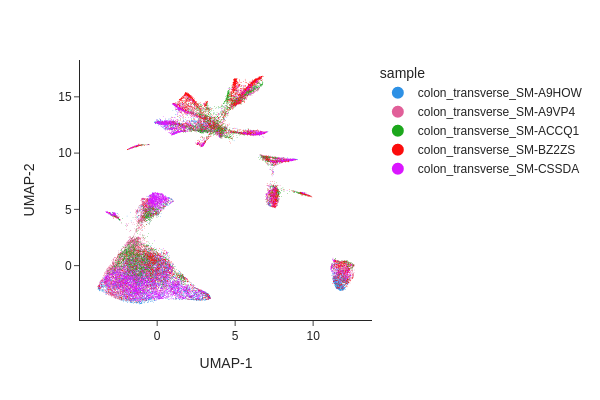 sample
colon_transverse_SM-A9HOW
colon_transverse_SM-A9VP4
colon_transverse_SM-ACCQ1
colon_transverse_SM-BZ2ZS
colon_transverse_SM-CSSDA
UMAP-2
15
10
5
0
0
5
10
UMAP-1